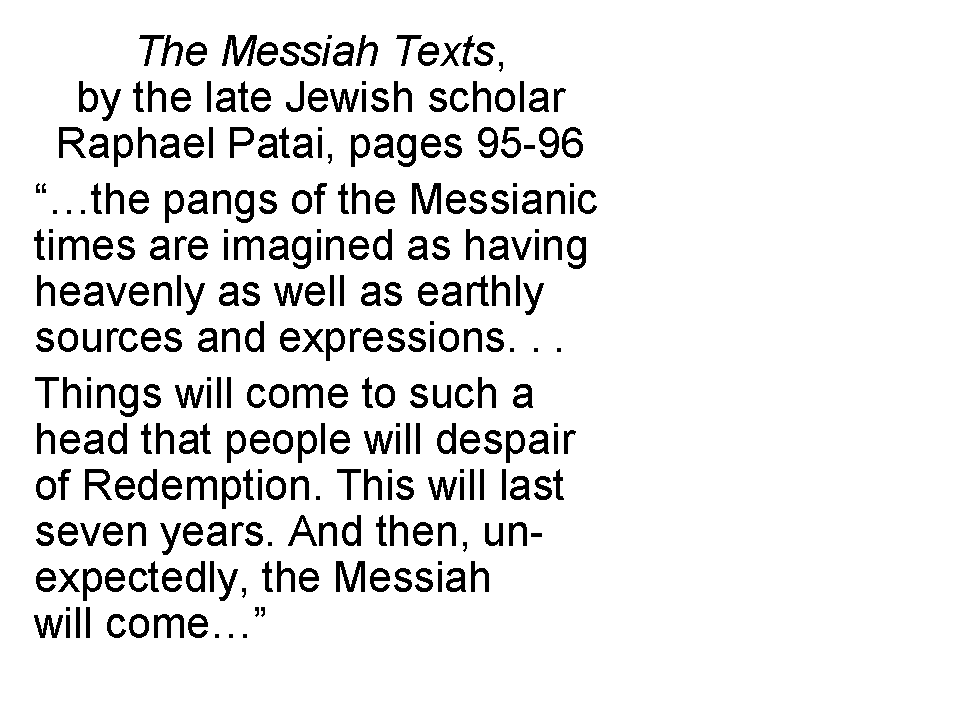 The Messiah Texts,
by the late Jewish scholar
Raphael Patai, pages 95-96
“…the pangs of the Messianic
times are imagined as having
heavenly as well as earthly
sources and expressions. . .
Things will come to such a
head that people will despair
of Redemption. This will last
seven years. And then, un-
expectedly, the Messiah
will come…”